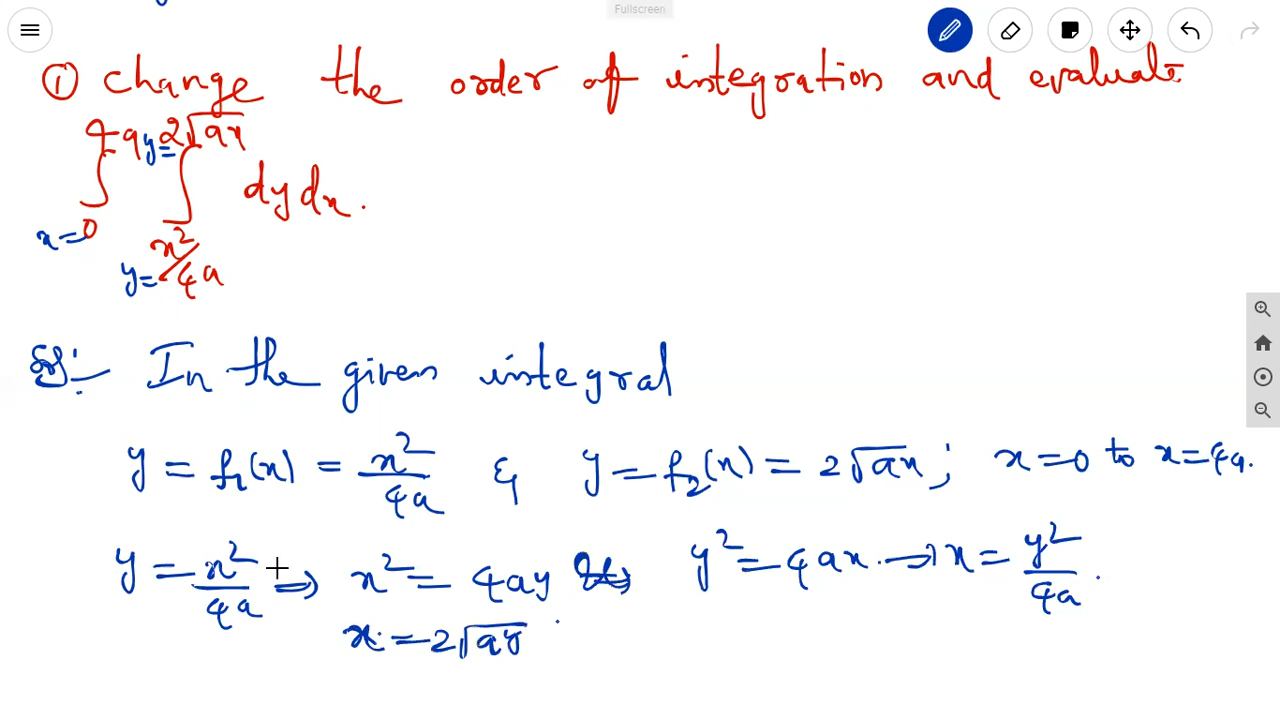 Fullscreen
① change the order of integration and evaluate
∫_{x=0}^{4a} ∫_{y=x²/4a}^{y=2√ax} dy dx.
Sol:- In the given integral
y = f₁(x) = x²/4a & y = f₂(x) = 2√ax ; x=0 to x=4a.
y = x²/4a ⇒ x² = 4ay y² = 4ax → x = y²/4a.
x = 2√ay.